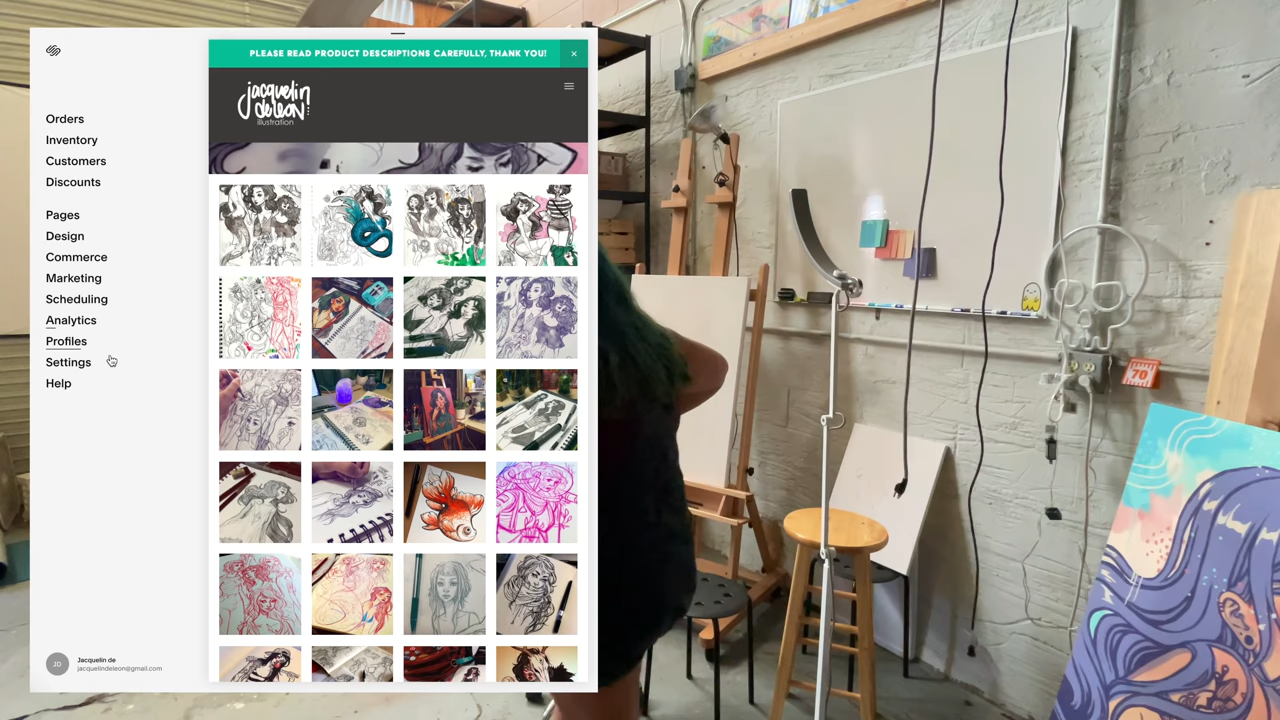 PLEASE READ PRODUCT DESCRIPTIONS CAREFULLY, THANK YOU!
jacquelin
deleon!
illustration
Orders
Inventory
Customers
Discounts
Pages
Design
Commerce
Marketing
Scheduling
Analytics
Profiles
Settings
Help
JD
Jacquelin de
jacquelindeleon@gmail.com
70